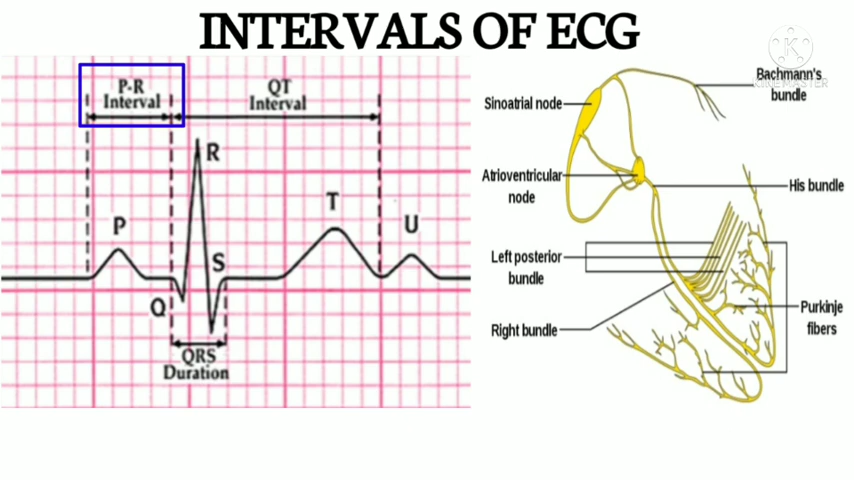 INTERVALS OF ECG
P-R
Interval
QT
Interval
R
P
T
U
S
Q
QRS
Duration
K
KINEMASTER
Bachmann's
bundle
Sinoatrial node
Atrioventricular
node
His bundle
Left posterior
bundle
Purkinje
fibers
Right bundle